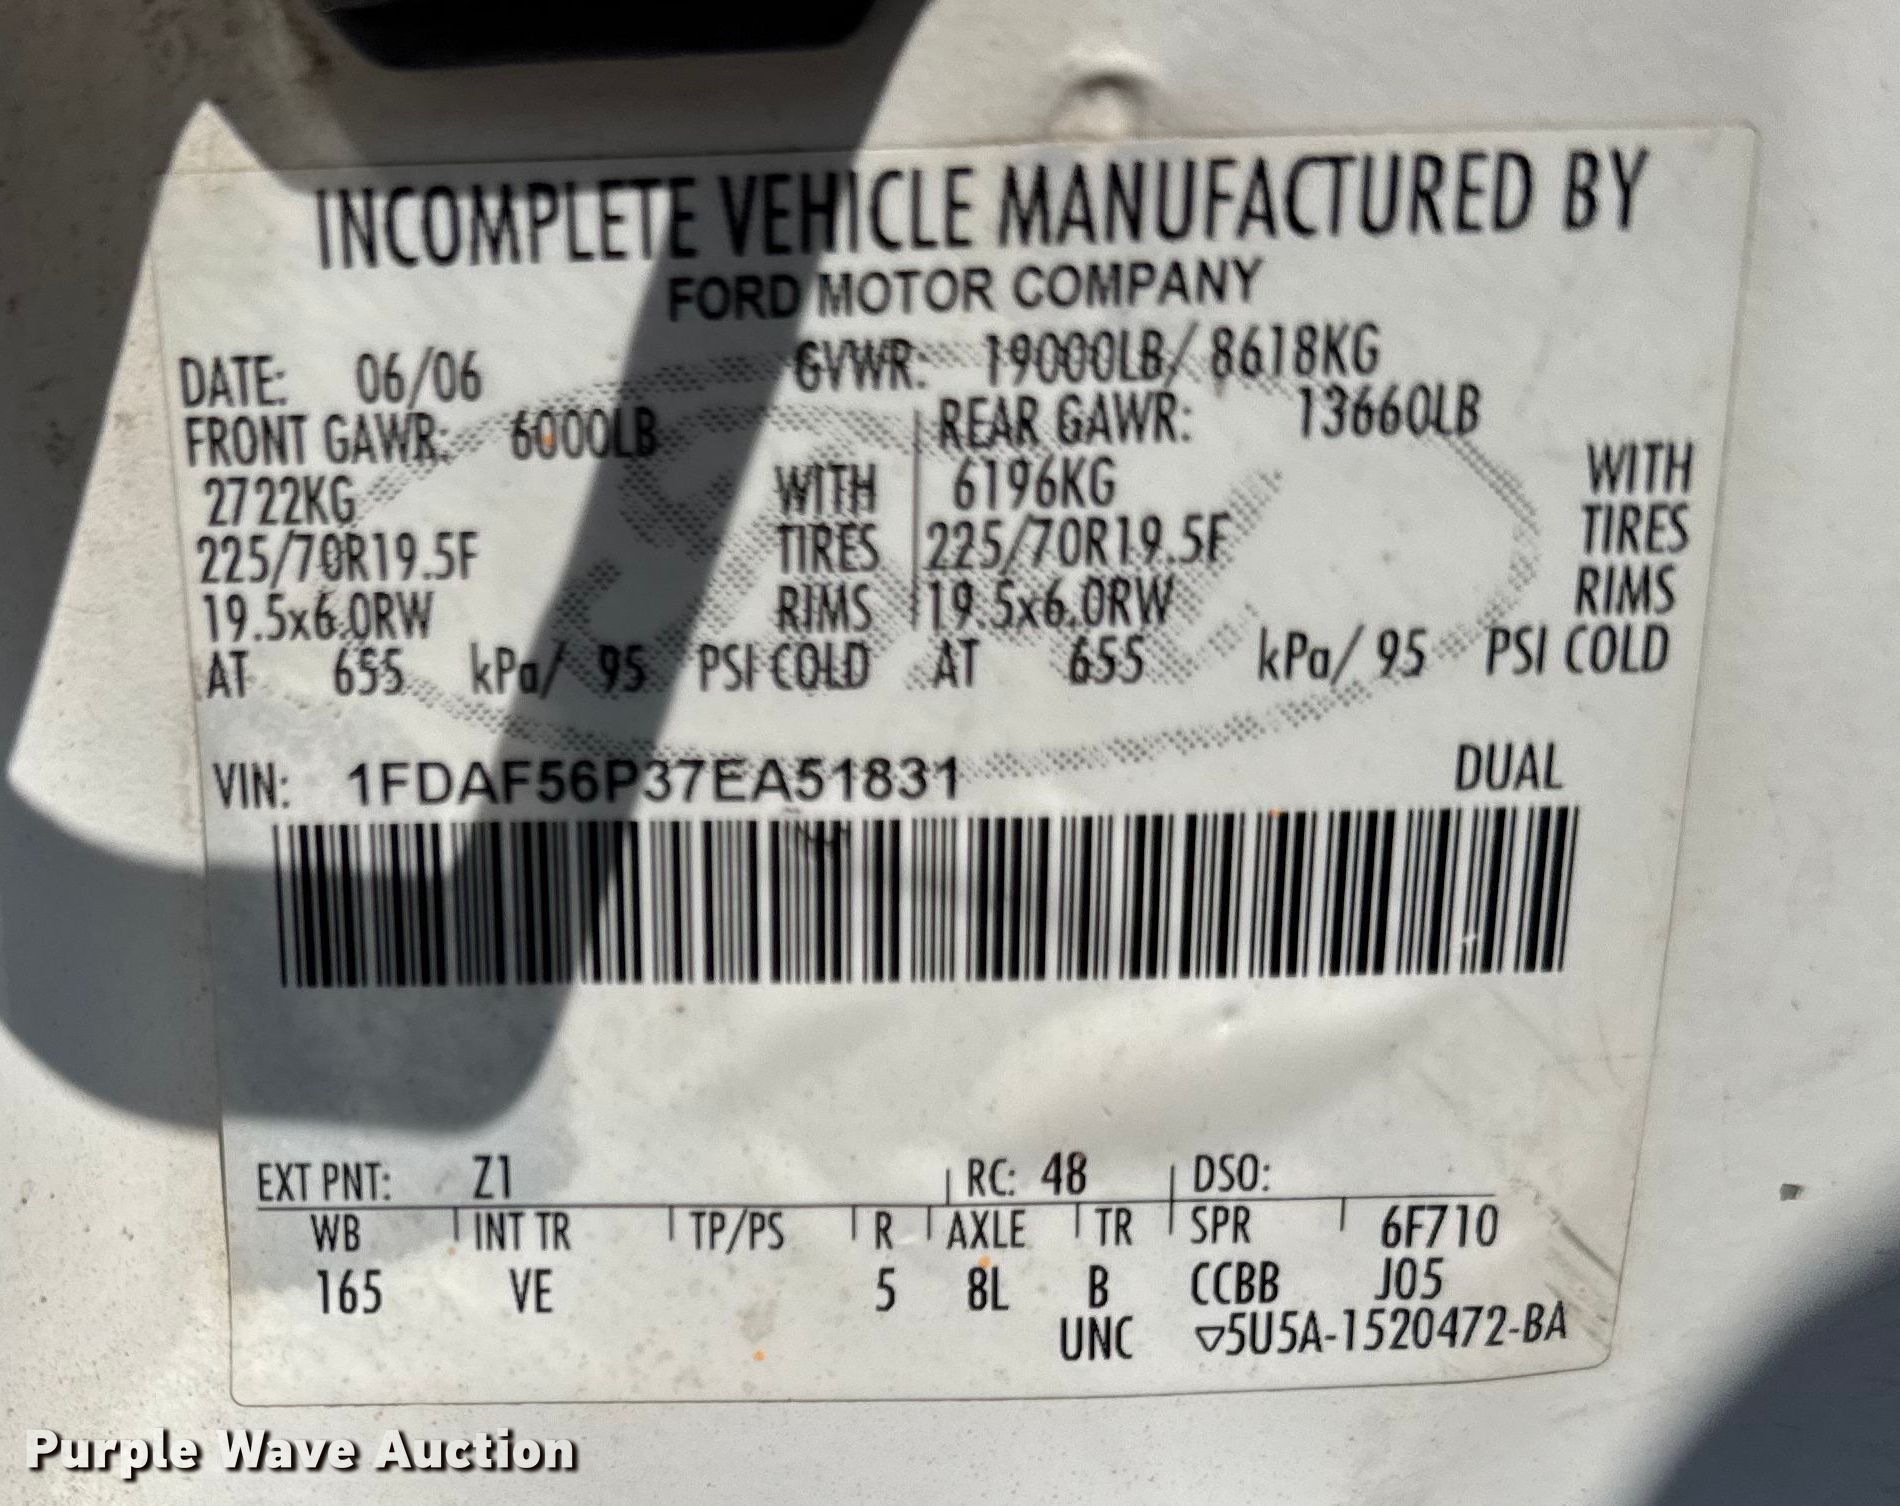 INCOMPLETE VEHICLE MANUFACTURED BY
FORD MOTOR COMPANY
DATE: 06/06 GVWR: 19000LB/ 8618KG
FRONT GAWR: 6000LB REAR GAWR: 13660LB
2722KG WITH 6196KG WITH
225/70R19.5F TIRES 225/70R19.5F TIRES
19.5x6.0RW RIMS 19.5x6.0RW RIMS
AT 655 kPa/ 95 PSI COLD AT 655 kPa/ 95 PSI COLD
VIN: 1FDAF56P37EA51831 DUAL
EXT PNT: Z1 RC: 48 DSO:
WB INT TR TP/PS R AXLE TR SPR 6F710
165 VE 5 8L B CCBB J05
UNC ▽5U5A-1520472-BA
Purple Wave Auction